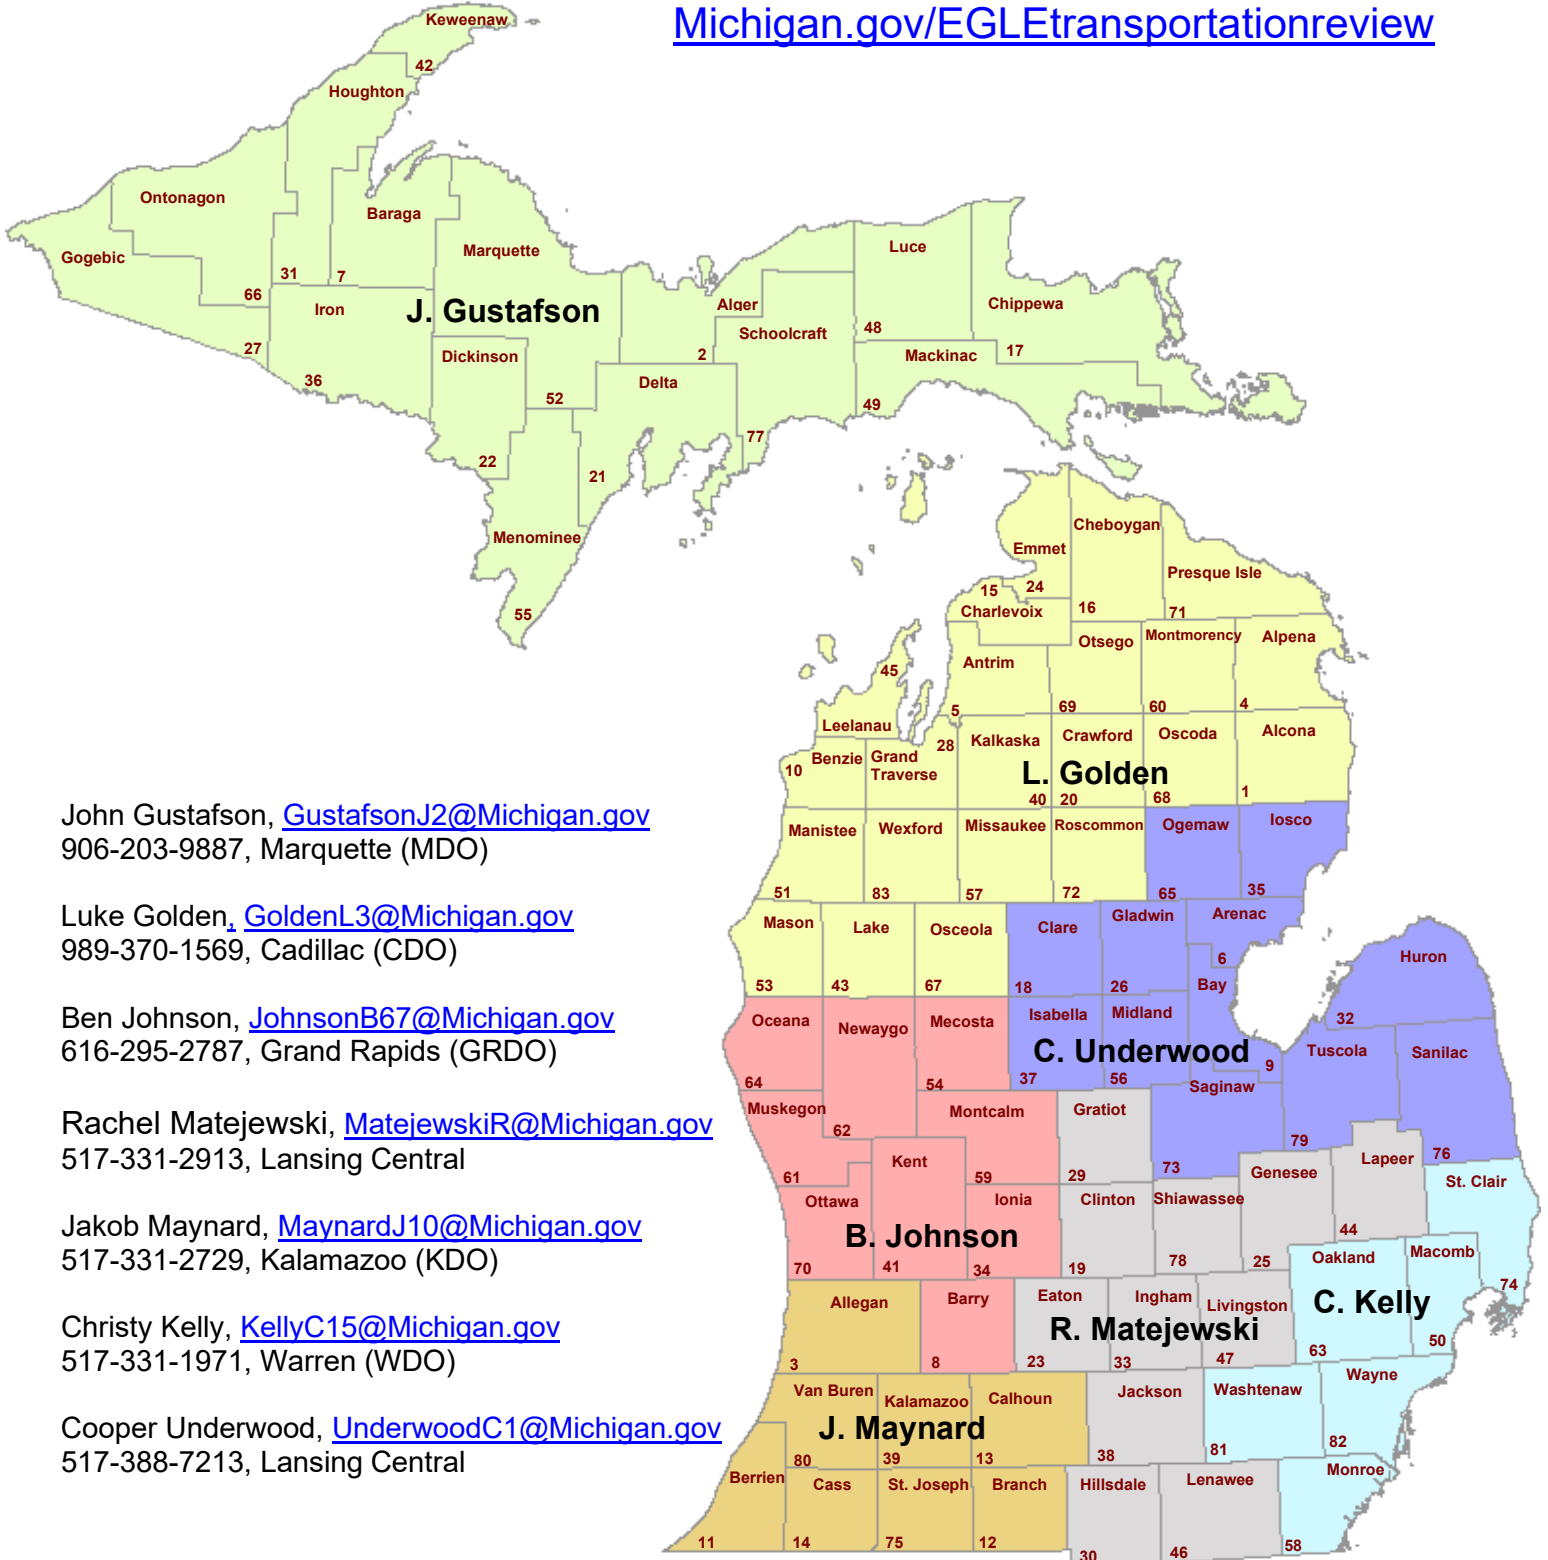 Michigan.gov/EGLEtransportationreview
Keweenaw
42
Houghton
Ontonagon
Baraga
Gogebic
Marquette
Luce
31
7
66
Iron
J. Gustafson
Alger
Chippewa
Schoolcraft
48
27
Dickinson
2
Mackinac
17
36
Delta
52
49
77
22
21
Menominee
55
Cheboygan
Emmet
Presque Isle
15
24
Charlevoix
16
71
Otsego
Montmorency
Alpena
Antrim
45
5
69
60
4
Leelanau
28
Kalkaska
Crawford
Oscoda
Alcona
10
Benzie
Grand
Traverse
L. Golden
40
20
68
1
Manistee
Wexford
Missaukee
Roscommon
Ogemaw
Iosco
51
83
57
72
65
35
Mason
Lake
Osceola
Clare
Gladwin
Arenac
6
Huron
53
43
67
18
26
Bay
Oceana
Newaygo
Mecosta
Isabella
Midland
32
C. Underwood
Tuscola
Sanilac
64
54
37
56
9
Saginaw
Muskegon
Montcalm
Gratiot
62
79
76
Kent
61
59
29
73
Genesee
Lapeer
Ottawa
Ionia
Clinton
Shiawassee
St. Clair
B. Johnson
44
Oakland
Macomb
70
41
34
19
78
25
74
Allegan
Barry
Eaton
Ingham
Livingston
C. Kelly
R. Matejewski
3
8
23
33
47
63
50
Van Buren
Kalamazoo
Calhoun
Jackson
Washtenaw
Wayne
J. Maynard
80
39
13
38
81
82
Berrien
Cass
St. Joseph
Branch
Hillsdale
Lenawee
Monroe
11
14
75
12
30
46
58
John Gustafson, GustafsonJ2@Michigan.gov
906-203-9887, Marquette (MDO)
Luke Golden, GoldenL3@Michigan.gov
989-370-1569, Cadillac (CDO)
Ben Johnson, JohnsonB67@Michigan.gov
616-295-2787, Grand Rapids (GRDO)
Rachel Matejewski, MatejewskiR@Michigan.gov
517-331-2913, Lansing Central
Jakob Maynard, MaynardJ10@Michigan.gov
517-331-2729, Kalamazoo (KDO)
Christy Kelly, KellyC15@Michigan.gov
517-331-1971, Warren (WDO)
Cooper Underwood, UnderwoodC1@Michigan.gov
517-388-7213, Lansing Central